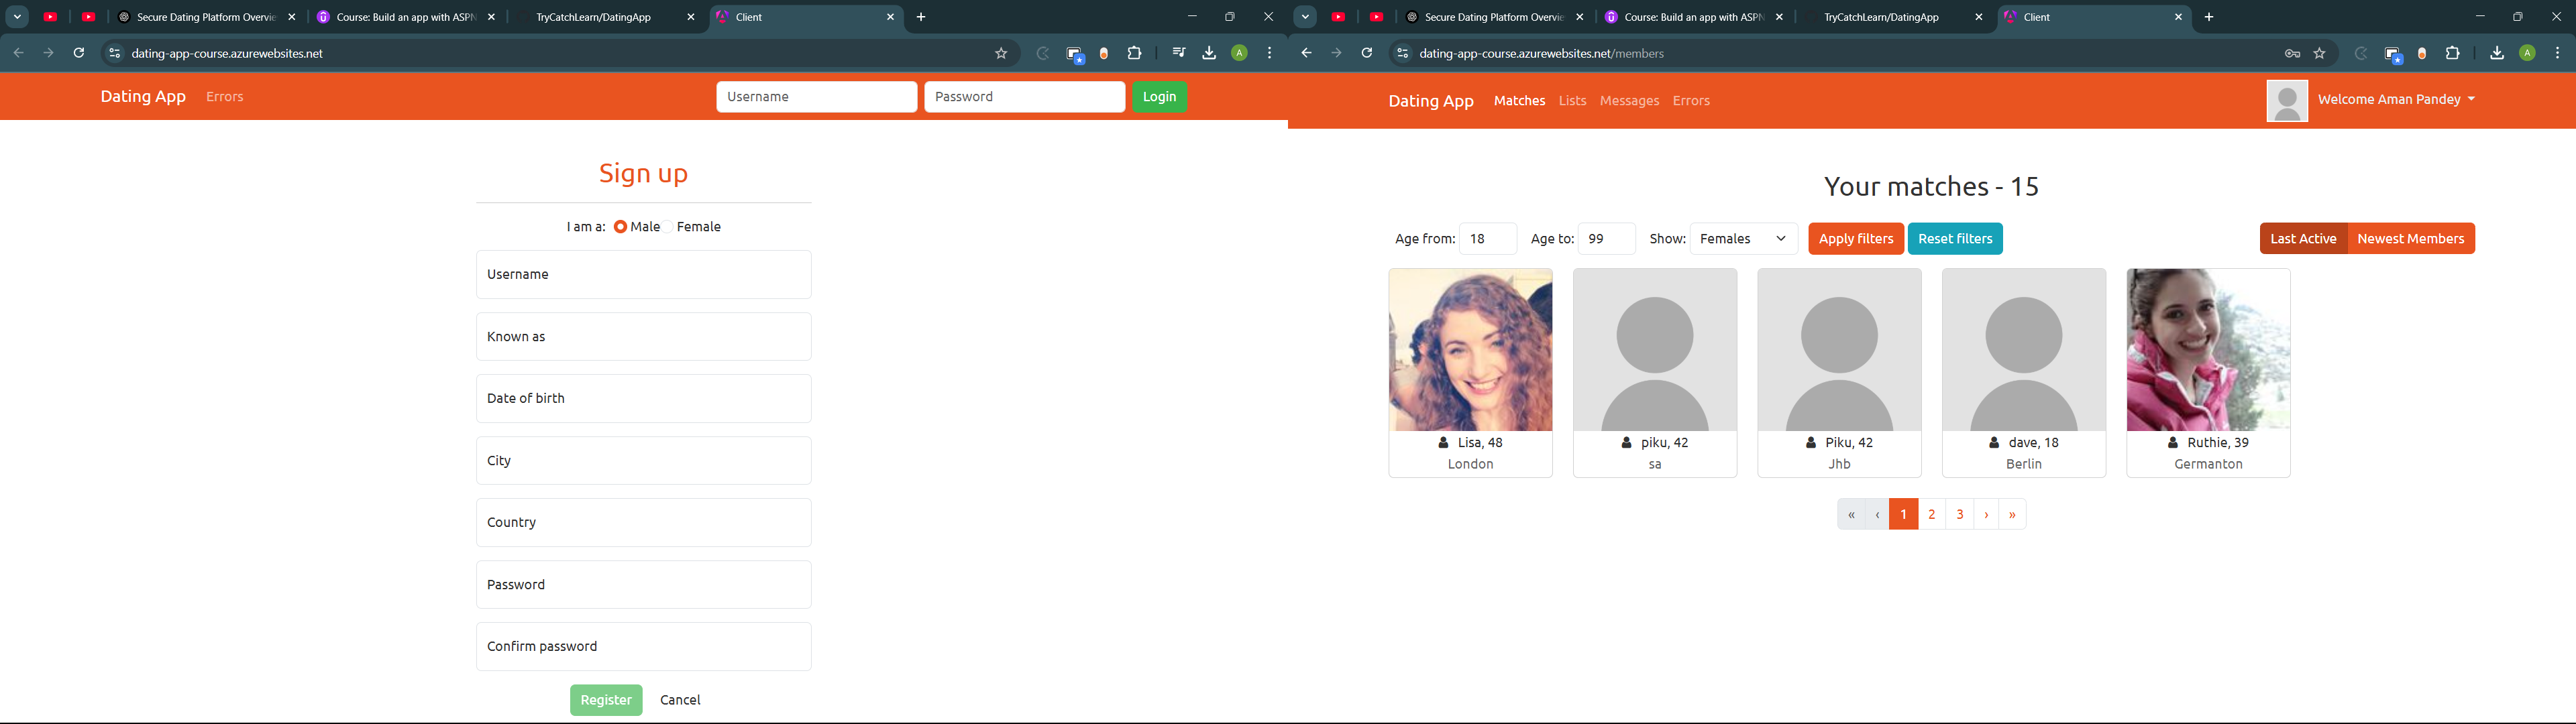 Secure Dating Platform Overvie
Course: Build an app with ASPN
TryCatchLearn/DatingApp
Client
dating-app-course.azurewebsites.net
A
Dating App
Errors
Username
Password
Login
Sign up
I am a: Male Female
Username
Known as
Date of birth
City
Country
Password
Confirm password
Register
Cancel
Secure Dating Platform Overvie
Course: Build an app with ASPN
TryCatchLearn/DatingApp
Client
dating-app-course.azurewebsites.net/members
A
Dating App
Matches
Lists
Messages
Errors
Welcome Aman Pandey
Your matches - 15
Age from: 18
Age to: 99
Show: Females
Apply filters
Reset filters
Last Active
Newest Members
Lisa, 48
London
piku, 42
sa
Piku, 42
Jhb
dave, 18
Berlin
Ruthie, 39
Germanton
« ‹ 1 2 3 › »